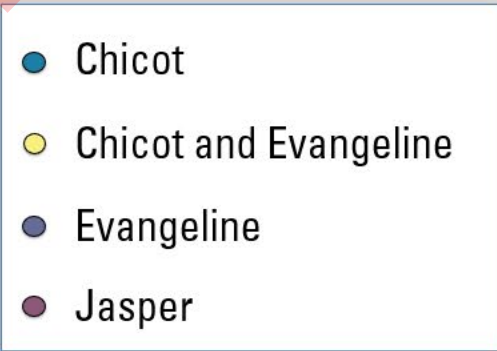 Chicot
Chicot and Evangeline
Evangeline
Jasper